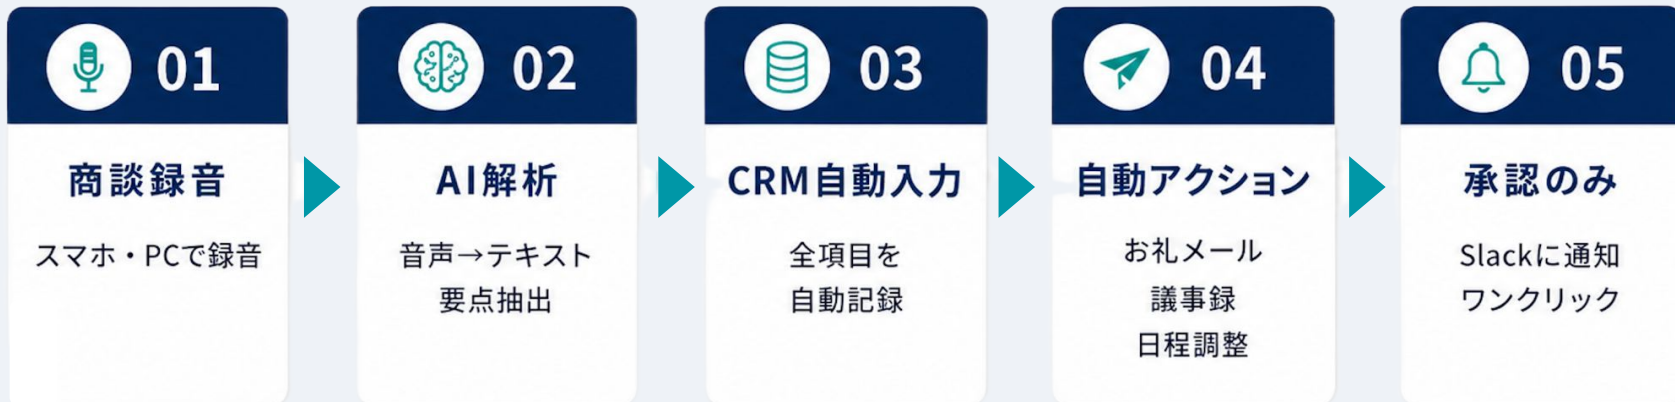 01
商談録音
スマホ・PCで録音
02
AI解析
音声→テキスト
要点抽出
03
CRM自動入力
全項目を
自動記録
04
自動アクション
お礼メール
議事録
日程調整
05
承認のみ
Slackに通知
ワンクリック